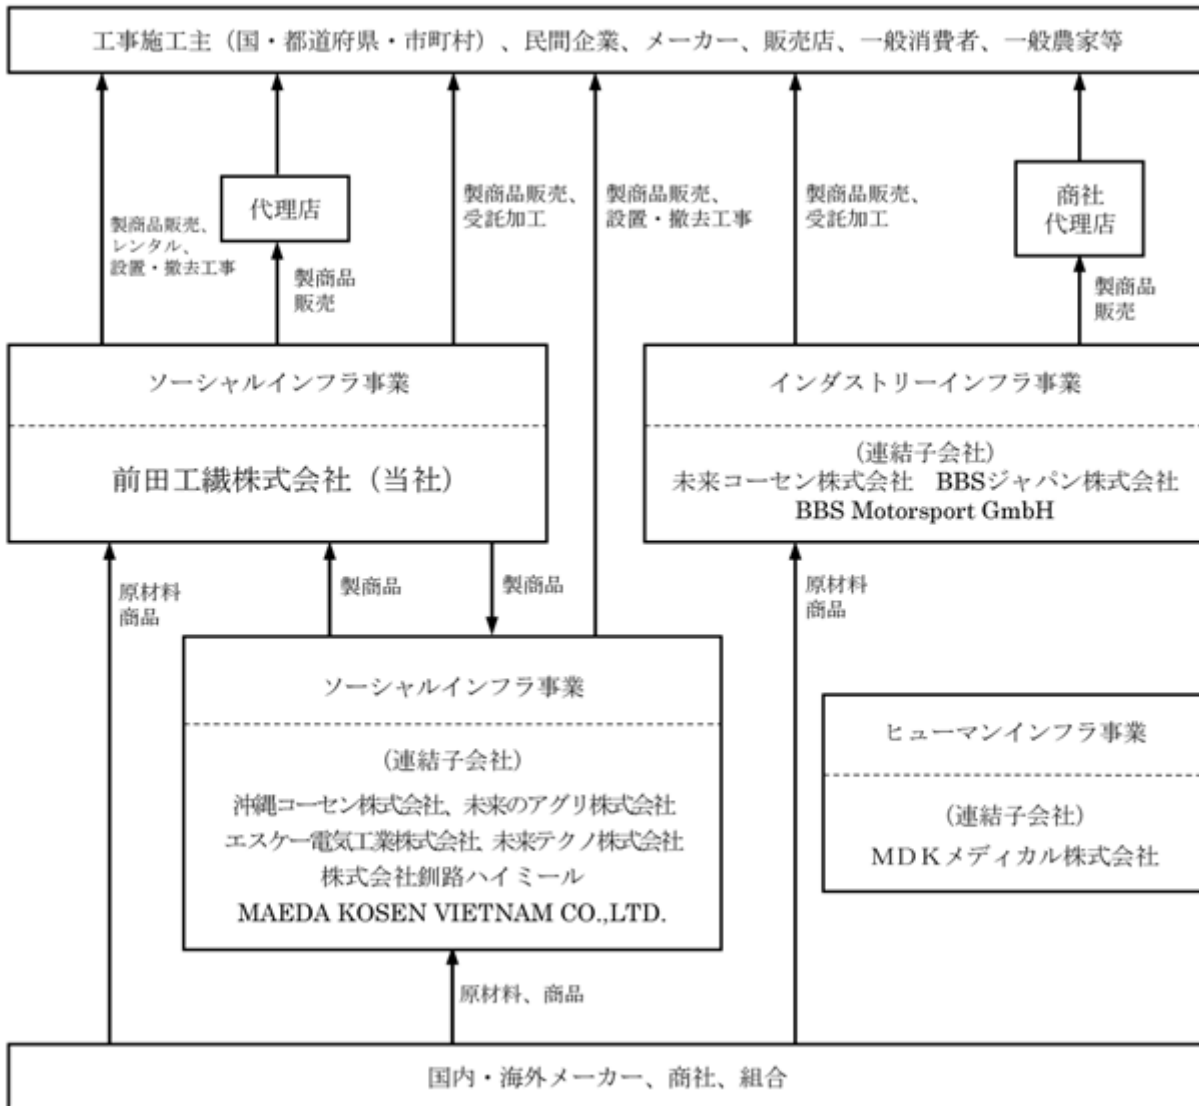 工事施工主（国・都道府県・市町村）、民間企業、メーカー、販売店、一般消費者、一般農家等
代理店
商社
代理店
製商品販売、
レンタル、
設置・撤去工事
製商品
販売
製商品販売、
受託加工
製商品販売、
設置・撤去工事
製商品販売、
受託加工
製商品
販売
ソーシャルインフラ事業
前田工繊株式会社（当社）
インダストリーインフラ事業
(連結子会社)
未来コーセン株式会社　BBSジャパン株式会社
BBS Motorsport GmbH
原材料
商品
製商品
製商品
原材料
商品
ソーシャルインフラ事業
(連結子会社)
沖縄コーセン株式会社、未来のアグリ株式会社
エスケー電気工業株式会社、未来テクノ株式会社
株式会社釧路ハイミール
MAEDA KOSEN VIETNAM CO.,LTD.
ヒューマンインフラ事業
(連結子会社)
ＭＤＫメディカル株式会社
原材料、商品
国内・海外メーカー、商社、組合